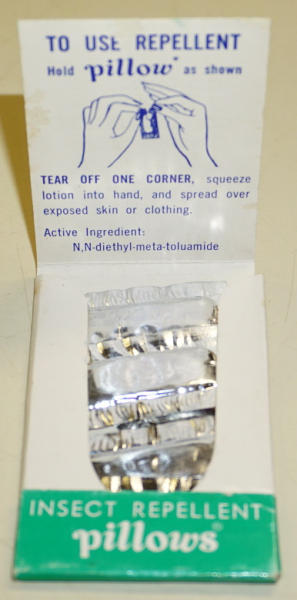 TO USE REPELLENT
Hold pillow® as shown
TEAR OFF ONE CORNER, squeeze
lotion into hand, and spread over
exposed skin or clothing.
Active Ingredient:
N,N-diethyl-meta-toluamide
INSECT REPELLENT
pillows®